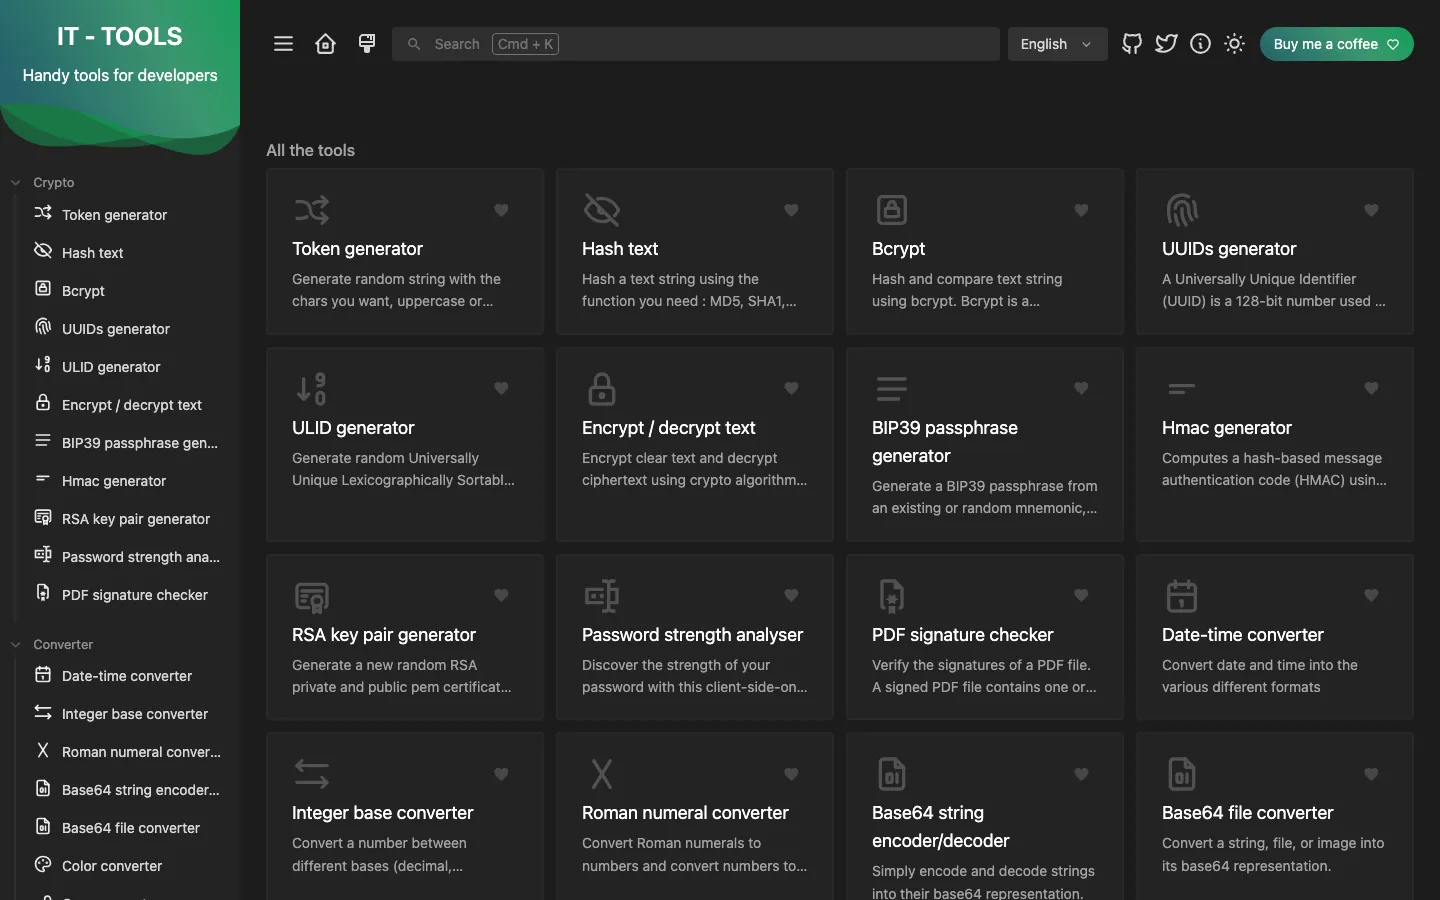 IT - TOOLS
Handy tools for developers
Crypto
Token generator
Hash text
Bcrypt
UUIDs generator
ULID generator
Encrypt / decrypt text
BIP39 passphrase gen...
Hmac generator
RSA key pair generator
Password strength ana...
PDF signature checker
Converter
Date-time converter
Integer base converter
Roman numeral conver...
Base64 string encoder...
Base64 file converter
Color converter
Search Cmd + K
English
Buy me a coffee
All the tools
Token generator
Generate random string with the
chars you want, uppercase or...
Hash text
Hash a text string using the
function you need : MD5, SHA1,...
Bcrypt
Hash and compare text string
using bcrypt. Bcrypt is a...
UUIDs generator
A Universally Unique Identifier
(UUID) is a 128-bit number used ...
ULID generator
Generate random Universally
Unique Lexicographically Sortabl...
Encrypt / decrypt text
Encrypt clear text and decrypt
ciphertext using crypto algorithm...
BIP39 passphrase
generator
Generate a BIP39 passphrase from
an existing or random mnemonic,...
Hmac generator
Computes a hash-based message
authentication code (HMAC) usin...
RSA key pair generator
Generate a new random RSA
private and public pem certificat...
Password strength analyser
Discover the strength of your
password with this client-side-on...
PDF signature checker
Verify the signatures of a PDF file.
A signed PDF file contains one or...
Date-time converter
Convert date and time into the
various different formats
Integer base converter
Convert a number between
different bases (decimal,...
Roman numeral converter
Convert Roman numerals to
numbers and convert numbers to...
Base64 string
encoder/decoder
Simply encode and decode strings
into their base64 representation.
Base64 file converter
Convert a string, file, or image into
its base64 representation.